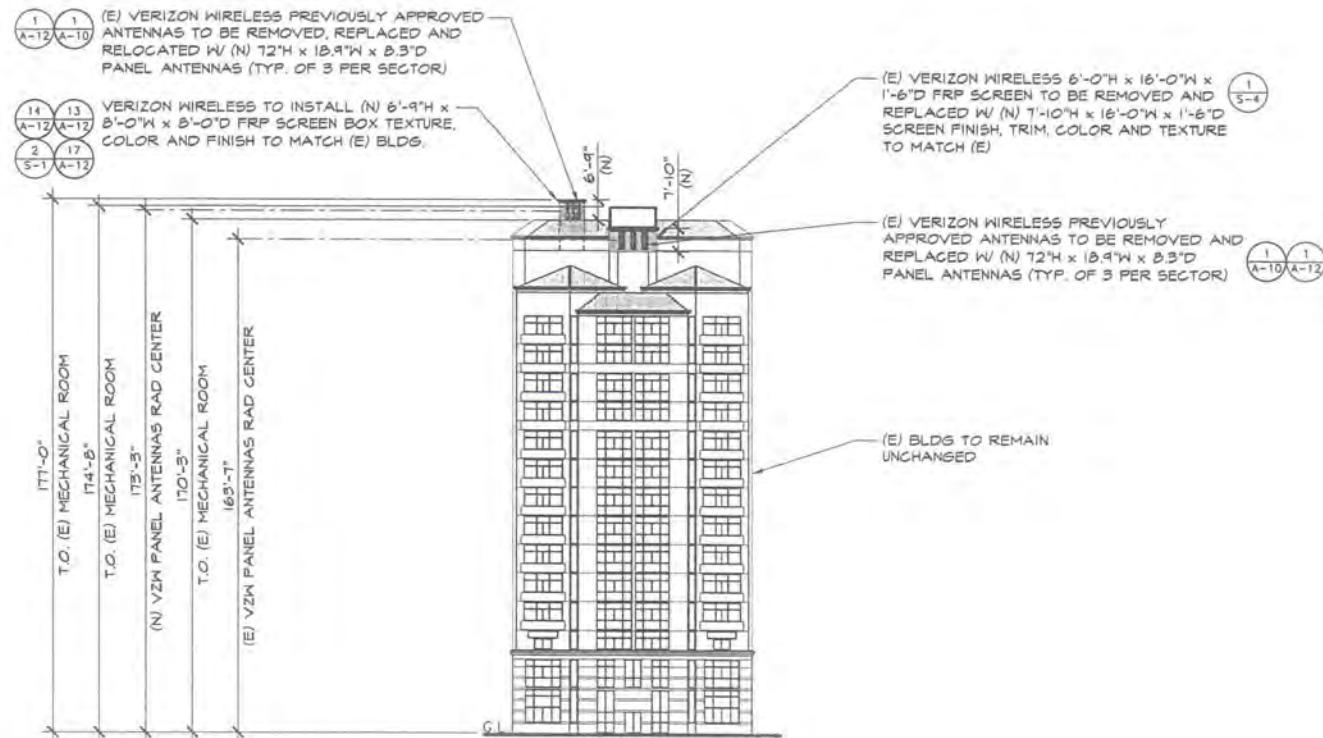 1 1
A-12 A-10
(E) VERIZON WIRELESS PREVIOUSLY APPROVED
ANTENNAS TO BE REMOVED, REPLACED AND
RELOCATED W/ (N) 72"H x 18.9"W x 8.3"D
PANEL ANTENNAS (TYP. OF 3 PER SECTOR)
14 13
A-12 A-12
2 17
S-1 A-12
VERIZON WIRELESS TO INSTALL (N) 6'-9"H x
8'-0"W x 8'-0"D FRP SCREEN BOX TEXTURE,
COLOR AND FINISH TO MATCH (E) BLDG.
6'-9"
(N)
7'-10"
(N)
(E) VERIZON WIRELESS 6'-0"H x 16'-0"W x
1'-6"D FRP SCREEN TO BE REMOVED AND
REPLACED W/ (N) 7'-10"H x 16'-0"W x 1'-6"D
SCREEN FINISH, TRIM, COLOR AND TEXTURE
TO MATCH (E)
1
S-4
(E) VERIZON WIRELESS PREVIOUSLY
APPROVED ANTENNAS TO BE REMOVED AND
REPLACED W/ (N) 72"H x 18.9"W x 8.3"D
PANEL ANTENNAS (TYP. OF 3 PER SECTOR)
1 1
A-10 A-12
177'-0"
T.O. (E) MECHANICAL ROOM
174'-8"
T.O. (E) MECHANICAL ROOM
173'-3"
(N) VZW PANEL ANTENNAS RAD CENTER
170'-3"
T.O. (E) MECHANICAL ROOM
163'-7"
(E) VZW PANEL ANTENNAS RAD CENTER
(E) BLDG TO REMAIN
UNCHANGED
G.L.